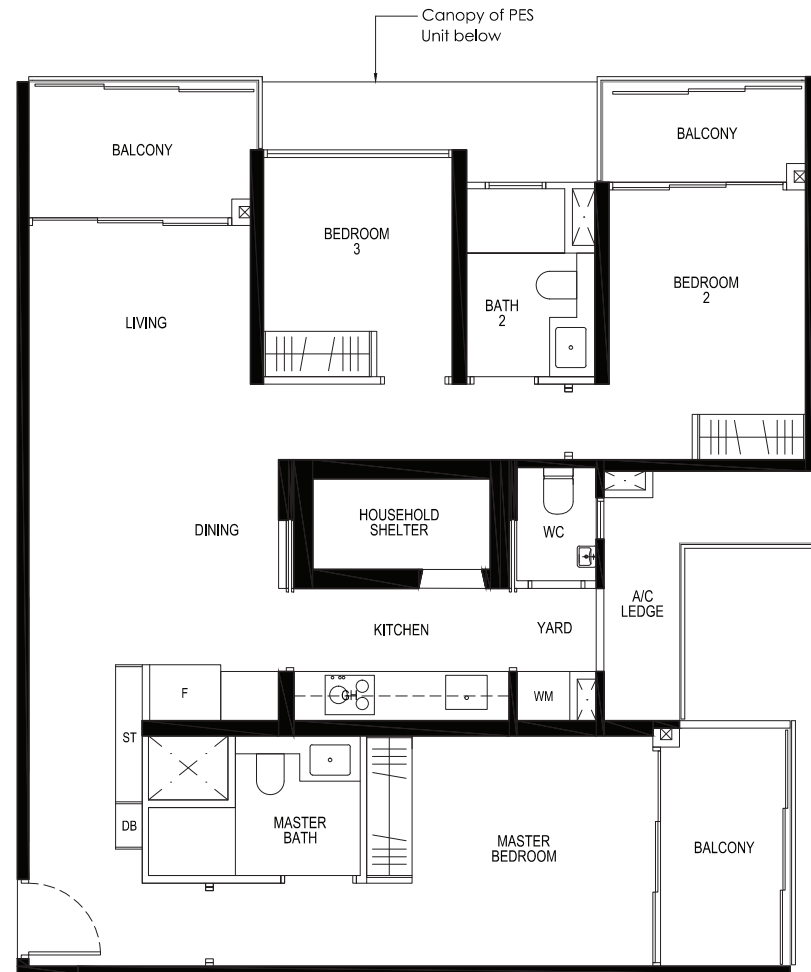 Canopy of PES
Unit below
BALCONY
BALCONY
BEDROOM
3
BEDROOM
2
BATH
2
LIVING
HOUSEHOLD
SHELTER
WC
DINING
A/C
LEDGE
KITCHEN
YARD
F
GH
WM
ST
DB
MASTER
BATH
MASTER
BEDROOM
BALCONY